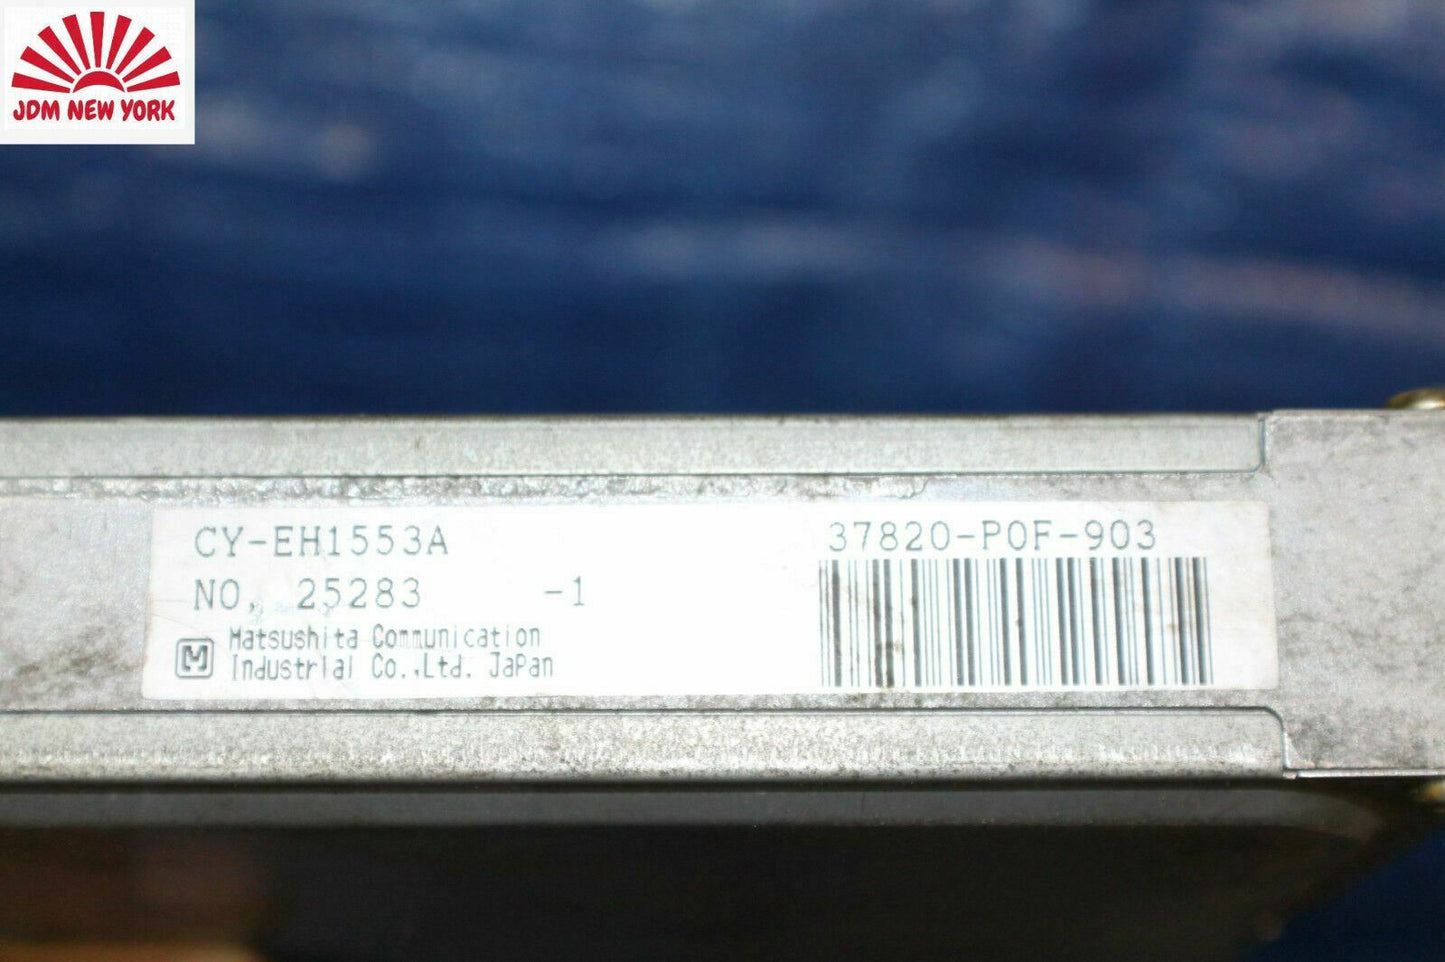 JDM NEW YORK
CY-EH1553A
37820-P0F-903
NO, 25283 -1
M Matsushita Communication
Industrial Co.,Ltd. JaPan